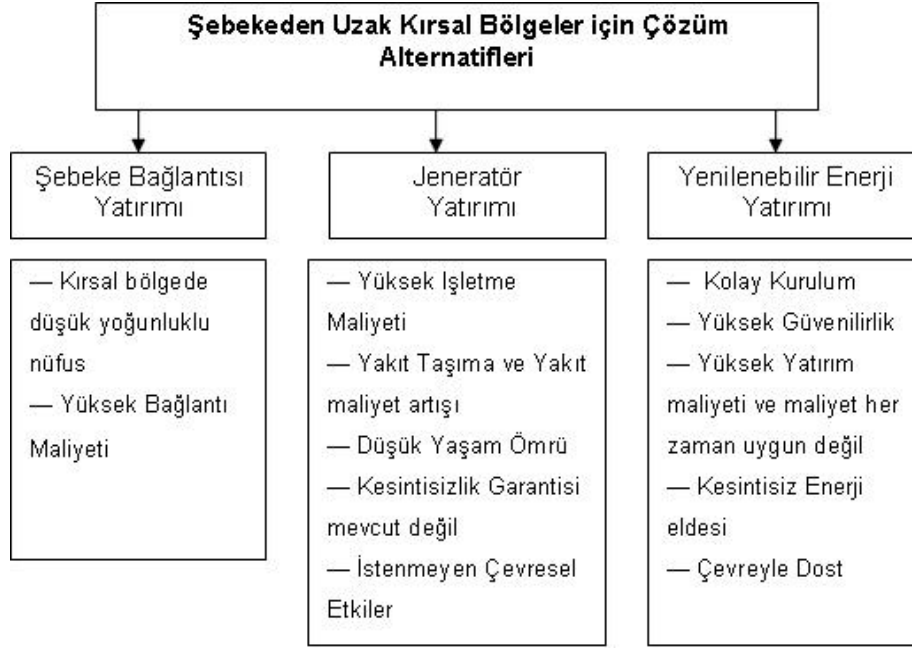 Şebekeden Uzak Kırsal Bölgeler için Çözüm
Alternatifleri
Şebeke Bağlantısı
Yatırımı
— Kırsal bölgede
düşük yoğunluklu
nüfus
— Yüksek Bağlantı
Maliyeti
Jeneratör
Yatırımı
— Yüksek Işletme
Maliyeti
— Yakıt Taşıma ve Yakıt
maliyet artışı
— Düşük Yaşam Ömrü
— Kesintisizlik Garantisi
mevcut değil
— İstenmeyen Çevresel
Etkiler
Yenilenebilir Enerji
Yatırımı
— Kolay Kurulum
— Yüksek Güvenilirlik
— Yüksek Yatırım
maliyeti ve maliyet her
zaman uygun değil
— Kesintisiz Enerji
eldesi
— Çevreyle Dost